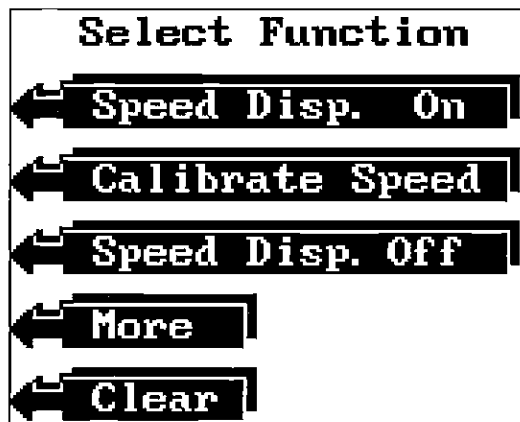 Select Function
Speed Disp. On
Calibrate Speed
Speed Disp. Off
More
Clear